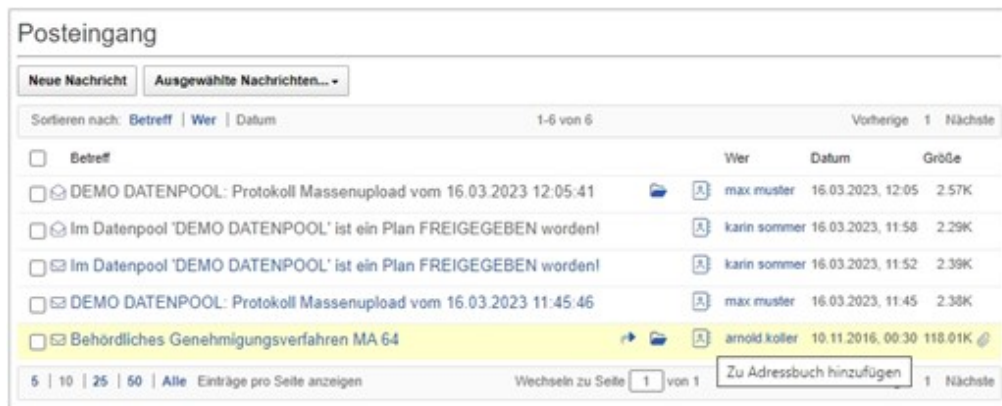 Posteingang
Neue Nachricht Ausgewählte Nachrichten...
Sortieren nach: Betreff | Wer | Datum 1-6 von 6 Vorherige 1 Nächste
Betreff Wer Datum Größe
DEMO DATENPOOL: Protokoll Massenupload vom 16.03.2023 12:05:41 max muster 16.03.2023, 12:05 2.57K
Im Datenpool 'DEMO DATENPOOL' ist ein Plan FREIGEGEBEN worden! karin sommer 16.03.2023, 11:58 2.29K
Im Datenpool 'DEMO DATENPOOL' ist ein Plan FREIGEGEBEN worden! karin sommer 16.03.2023, 11:52 2.39K
DEMO DATENPOOL: Protokoll Massenupload vom 16.03.2023 11:45:46 max muster 16.03.2023, 11:45 2.38K
Behördliches Genehmigungsverfahren MA 64 arnold.koller 10.11.2016, 00:30 118.01K
Zu Adressbuch hinzufügen
5 | 10 | 25 | 50 | Alle Einträge pro Seite anzeigen Wechseln zu Seite 1 von 1 1 Nächste